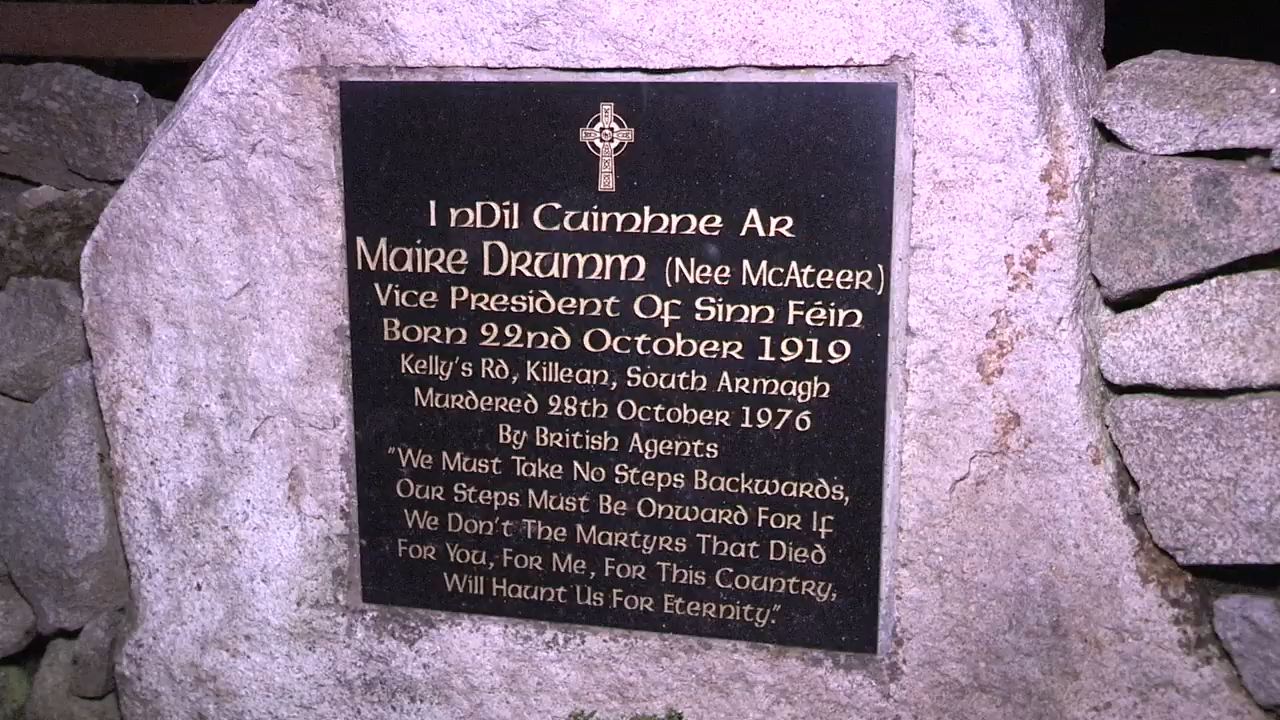 I nDíl Cuimhne Ar
Maire Drumm (Nee McAteer)
Vice President Of Sinn Féin
Born 22nd October 1919
Kelly's Rd, Killean, South Armagh
Murdered 28th October 1976
By British Agents
"We Must Take No Steps Backwards,
Our Steps Must Be Onward For If
We Don't The Martyrs That Died
For You, For Me, For This Country,
Will Haunt Us For Eternity."